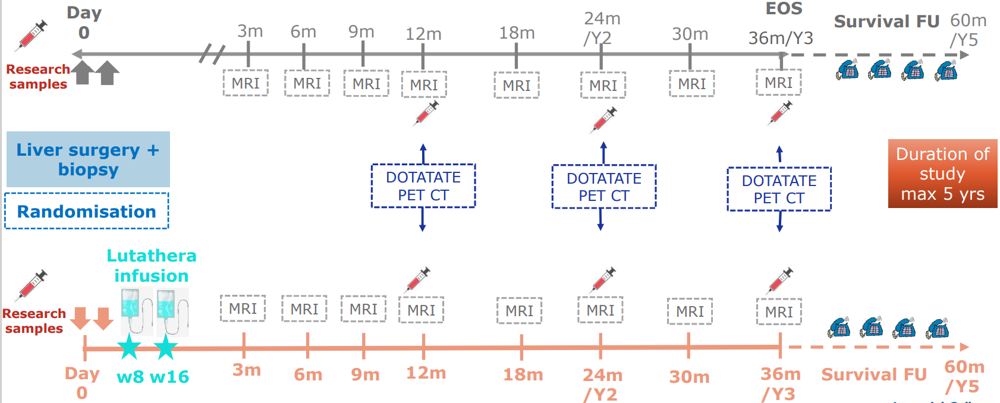 Day
0
3m
6m
9m
12m
18m
24m
/Y2
30m
EOS
36m/Y3
Survival FU
60m
/Y5
Research
samples
MRI
MRI
MRI
MRI
MRI
MRI
MRI
MRI
Liver surgery +
biopsy
Randomisation
DOTATATE
PET CT
DOTATATE
PET CT
DOTATATE
PET CT
Duration of
study
max 5 yrs
Lutathera
infusion
Research
samples
MRI
MRI
MRI
MRI
MRI
MRI
MRI
MRI
Day
0
w8 w16
3m
6m
9m
12m
18m
24m
/Y2
30m
36m
/Y3
Survival FU
60m
/Y5